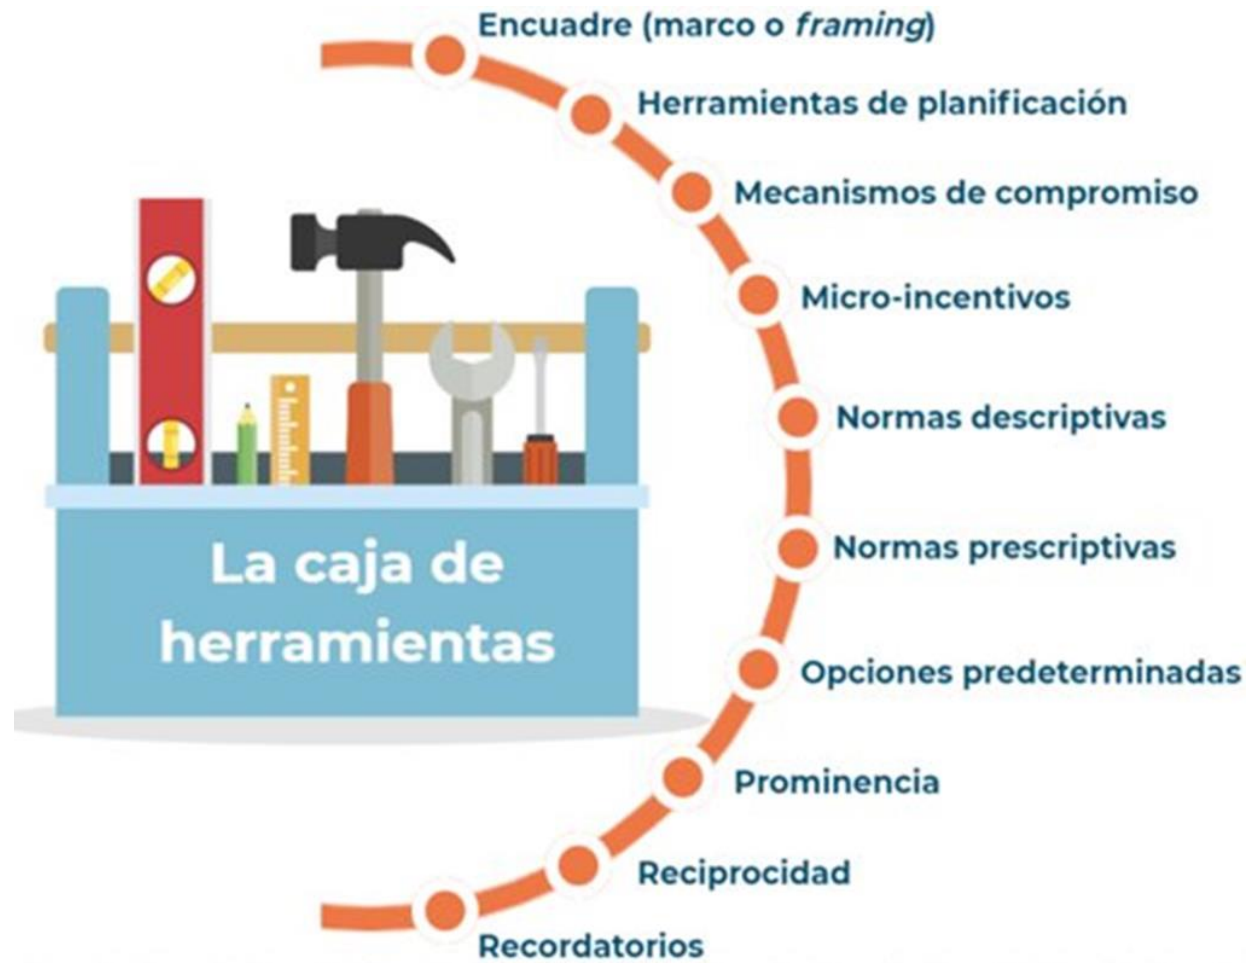 Encuadre (marco o framing)
Herramientas de planificación
Mecanismos de compromiso
Micro-incentivos
Normas descriptivas
Normas prescriptivas
Opciones predeterminadas
Prominencia
Reciprocidad
Recordatorios
La caja de
herramientas